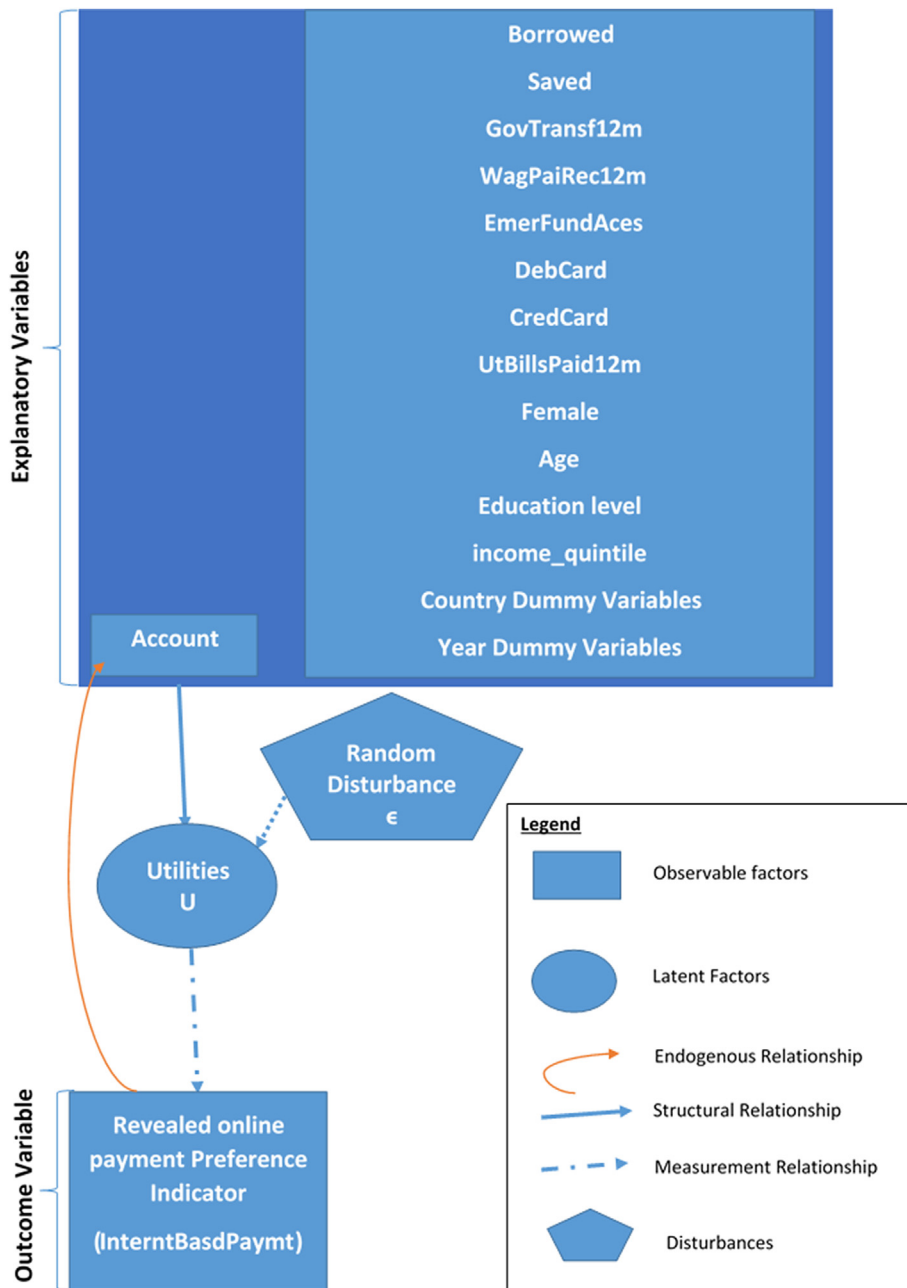 Explanatory Variables
Borrowed
Saved
GovTransf12m
WagPaiRec12m
EmerFundAces
DebCard
CredCard
UtBillsPaid12m
Female
Age
Education level
income_quintile
Country Dummy Variables
Year Dummy Variables
Account
Random
Disturbance
ϵ
Utilities
U
Legend
Observable factors
Latent Factors
Endogenous Relationship
Structural Relationship
Measurement Relationship
Disturbances
Outcome Variable
Revealed online
payment Preference
Indicator
(InterntBasdPaymt)